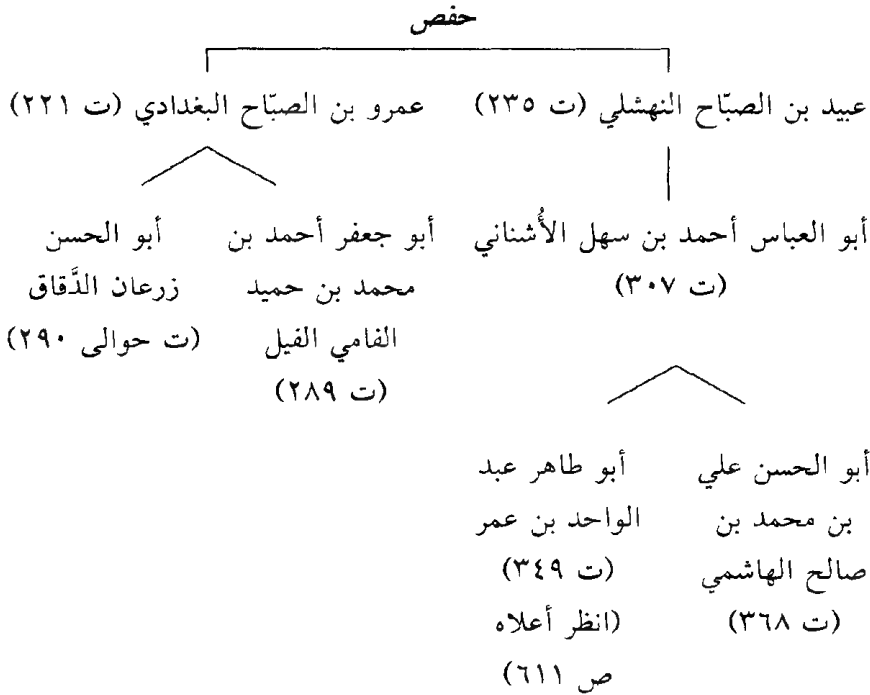 حفص
عبيد بن الصبّاح النهشلي (ت ٢٣٥)
عمرو بن الصبّاح البغدادي (ت ٢٢١)
أبو العباس أحمد بن سهل الأُشناني
(ت ٣٠٧)
أبو جعفر أحمد بن
محمد بن حميد
الفامي الفيل
(ت ٢٨٩)
أبو الحسن
زرعان الدَّقاق
(ت حوالى ٢٩٠)
أبو الحسن علي
بن محمد بن
صالح الهاشمي
(ت ٣٦٨)
أبو طاهر عبد
الواحد بن عمر
(ت ٣٤٩)
(انظر أعلاه
ص ٦١١)